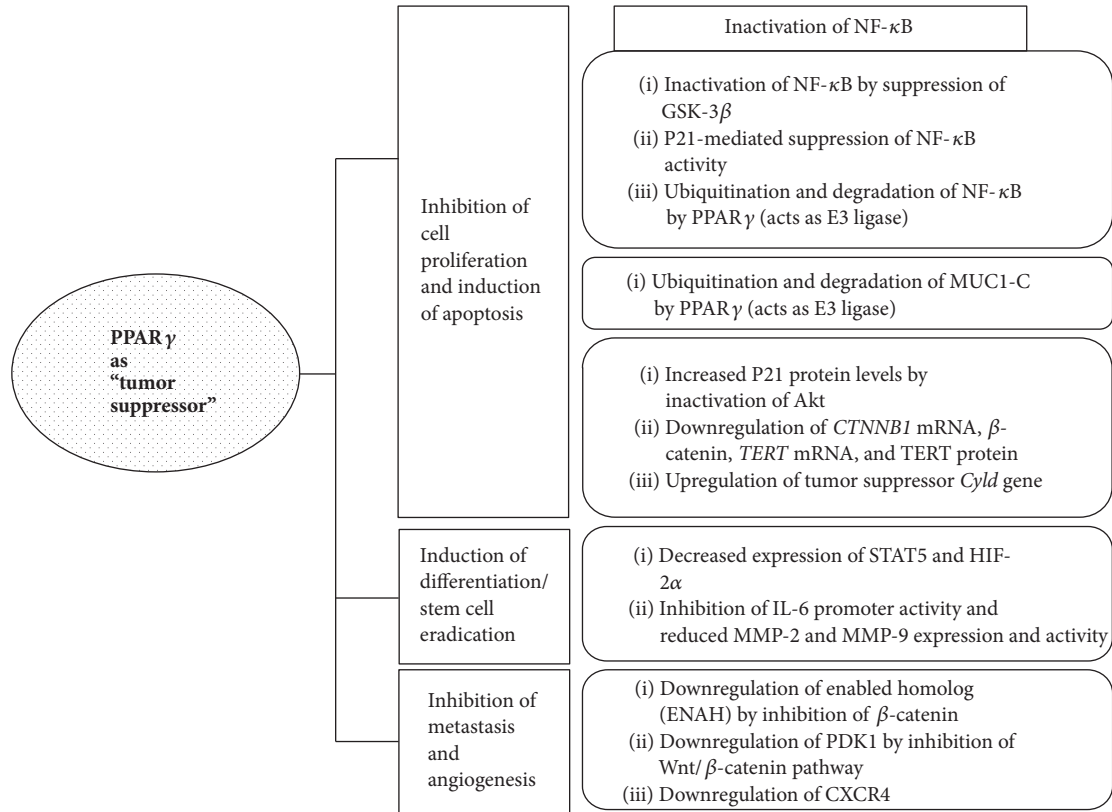 PPARγ
as
“tumor
suppressor”
Inhibition of
cell
proliferation
and induction
of apoptosis
Inactivation of NF-κB
(i) Inactivation of NF-κB by suppression of
GSK-3β
(ii) P21-mediated suppression of NF-κB
activity
(iii) Ubiquitination and degradation of NF-κB
by PPARγ (acts as E3 ligase)
(i) Ubiquitination and degradation of MUC1-C
by PPARγ (acts as E3 ligase)
(i) Increased P21 protein levels by
inactivation of Akt
(ii) Downregulation of CTNNB1 mRNA, β-
catenin, TERT mRNA, and TERT protein
(iii) Upregulation of tumor suppressor Cyld gene
Induction of
differentiation/
stem cell
eradication
(i) Decreased expression of STAT5 and HIF-
2α
(ii) Inhibition of IL-6 promoter activity and
reduced MMP-2 and MMP-9 expression and activity
Inhibition of
metastasis
and
angiogenesis
(i) Downregulation of enabled homolog
(ENAH) by inhibition of β-catenin
(ii) Downregulation of PDK1 by inhibition of
Wnt/β-catenin pathway
(iii) Downregulation of CXCR4